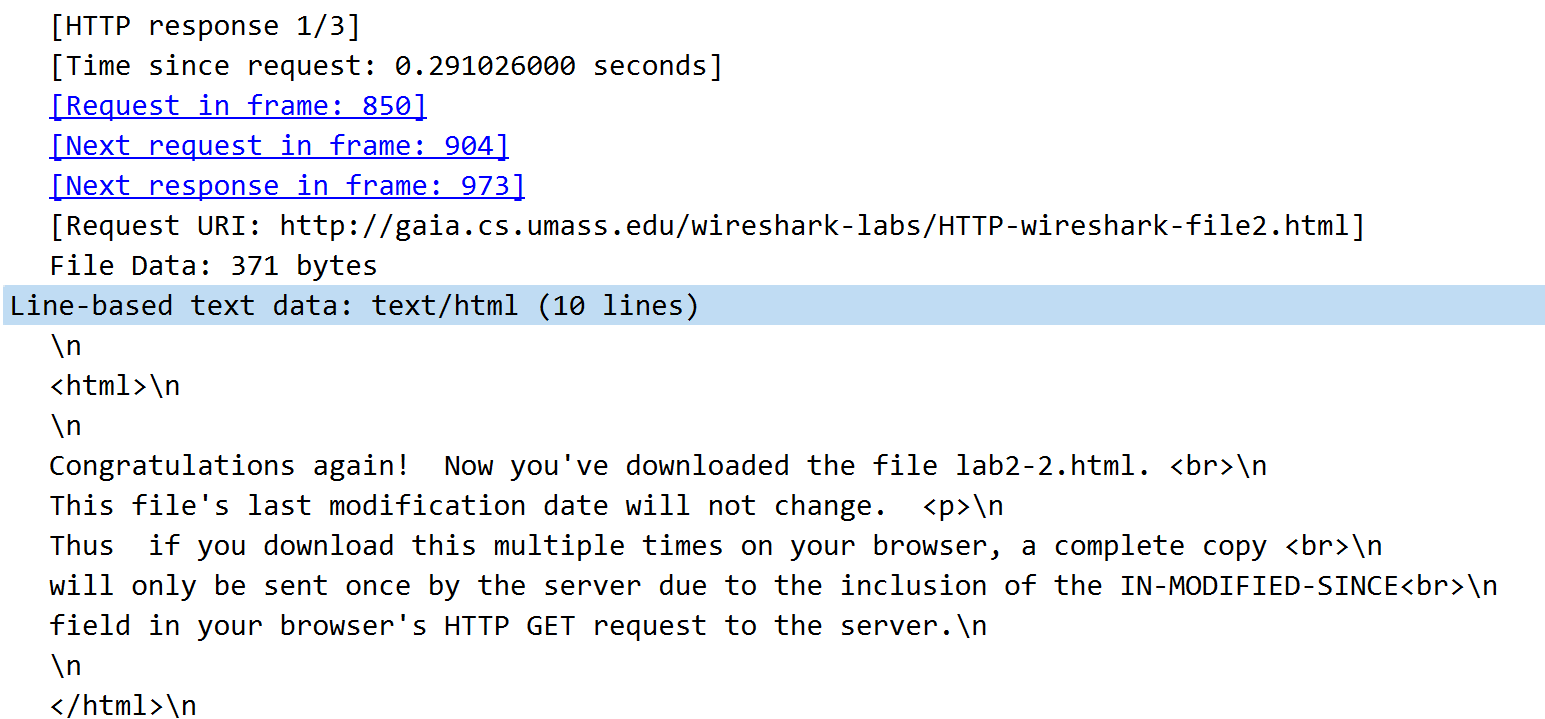 [HTTP response 1/3]
[Time since request: 0.291026000 seconds]
[Request in frame: 850]
[Next request in frame: 904]
[Next response in frame: 973]
[Request URI: http://gaia.cs.umass.edu/wireshark-labs/HTTP-wireshark-file2.html]
File Data: 371 bytes
Line-based text data: text/html (10 lines)
\n
<html>\n
\n
Congratulations again!  Now you've downloaded the file lab2-2.html. <br>\n
This file's last modification date will not change.  <p>\n
Thus  if you download this multiple times on your browser, a complete copy <br>\n
will only be sent once by the server due to the inclusion of the IN-MODIFIED-SINCE<br>\n
field in your browser's HTTP GET request to the server.\n
\n
</html>\n